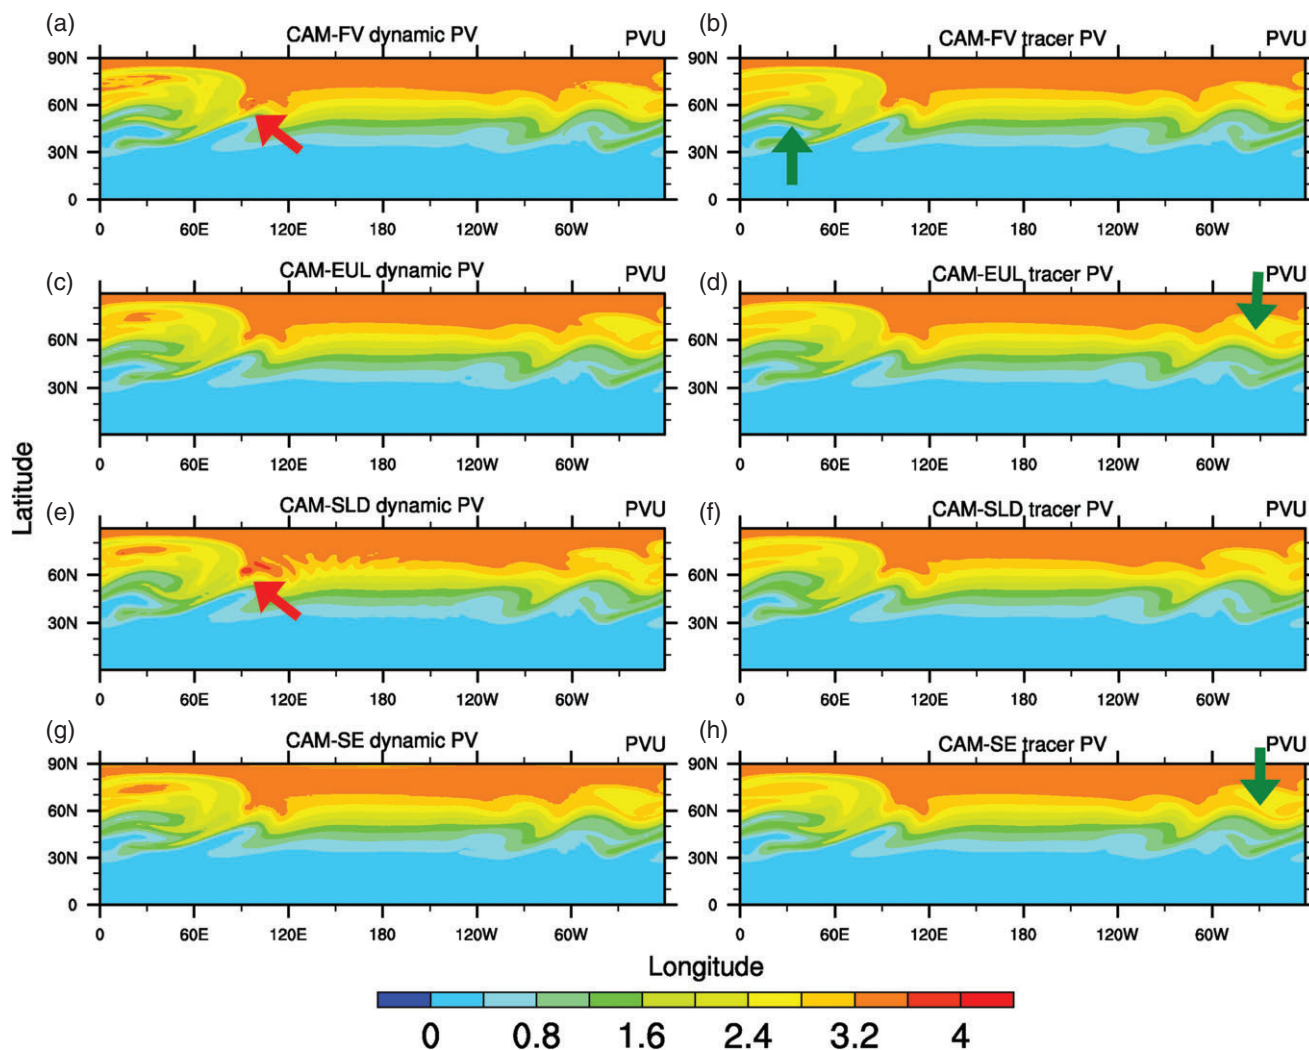 (a) CAM-FV dynamic PV PVU
90N
60N
30N
0
0 60E 120E 180 120W 60W
(b) CAM-FV tracer PV PVU
90N
60N
30N
0
0 60E 120E 180 120W 60W
(c) CAM-EUL dynamic PV PVU
60N
30N
0 60E 120E 180 120W 60W
(d) CAM-EUL tracer PV PVU
60N
30N
0 60E 120E 180 120W 60W
(e) CAM-SLD dynamic PV PVU
60N
30N
0 60E 120E 180 120W 60W
(f) CAM-SLD tracer PV PVU
60N
30N
0 60E 120E 180 120W 60W
(g) CAM-SE dynamic PV PVU
90N
60N
30N
0
0 60E 120E 180 120W 60W
(h) CAM-SE tracer PV PVU
90N
60N
30N
0
0 60E 120E 180 120W 60W
Latitude
Longitude
0 0.8 1.6 2.4 3.2 4